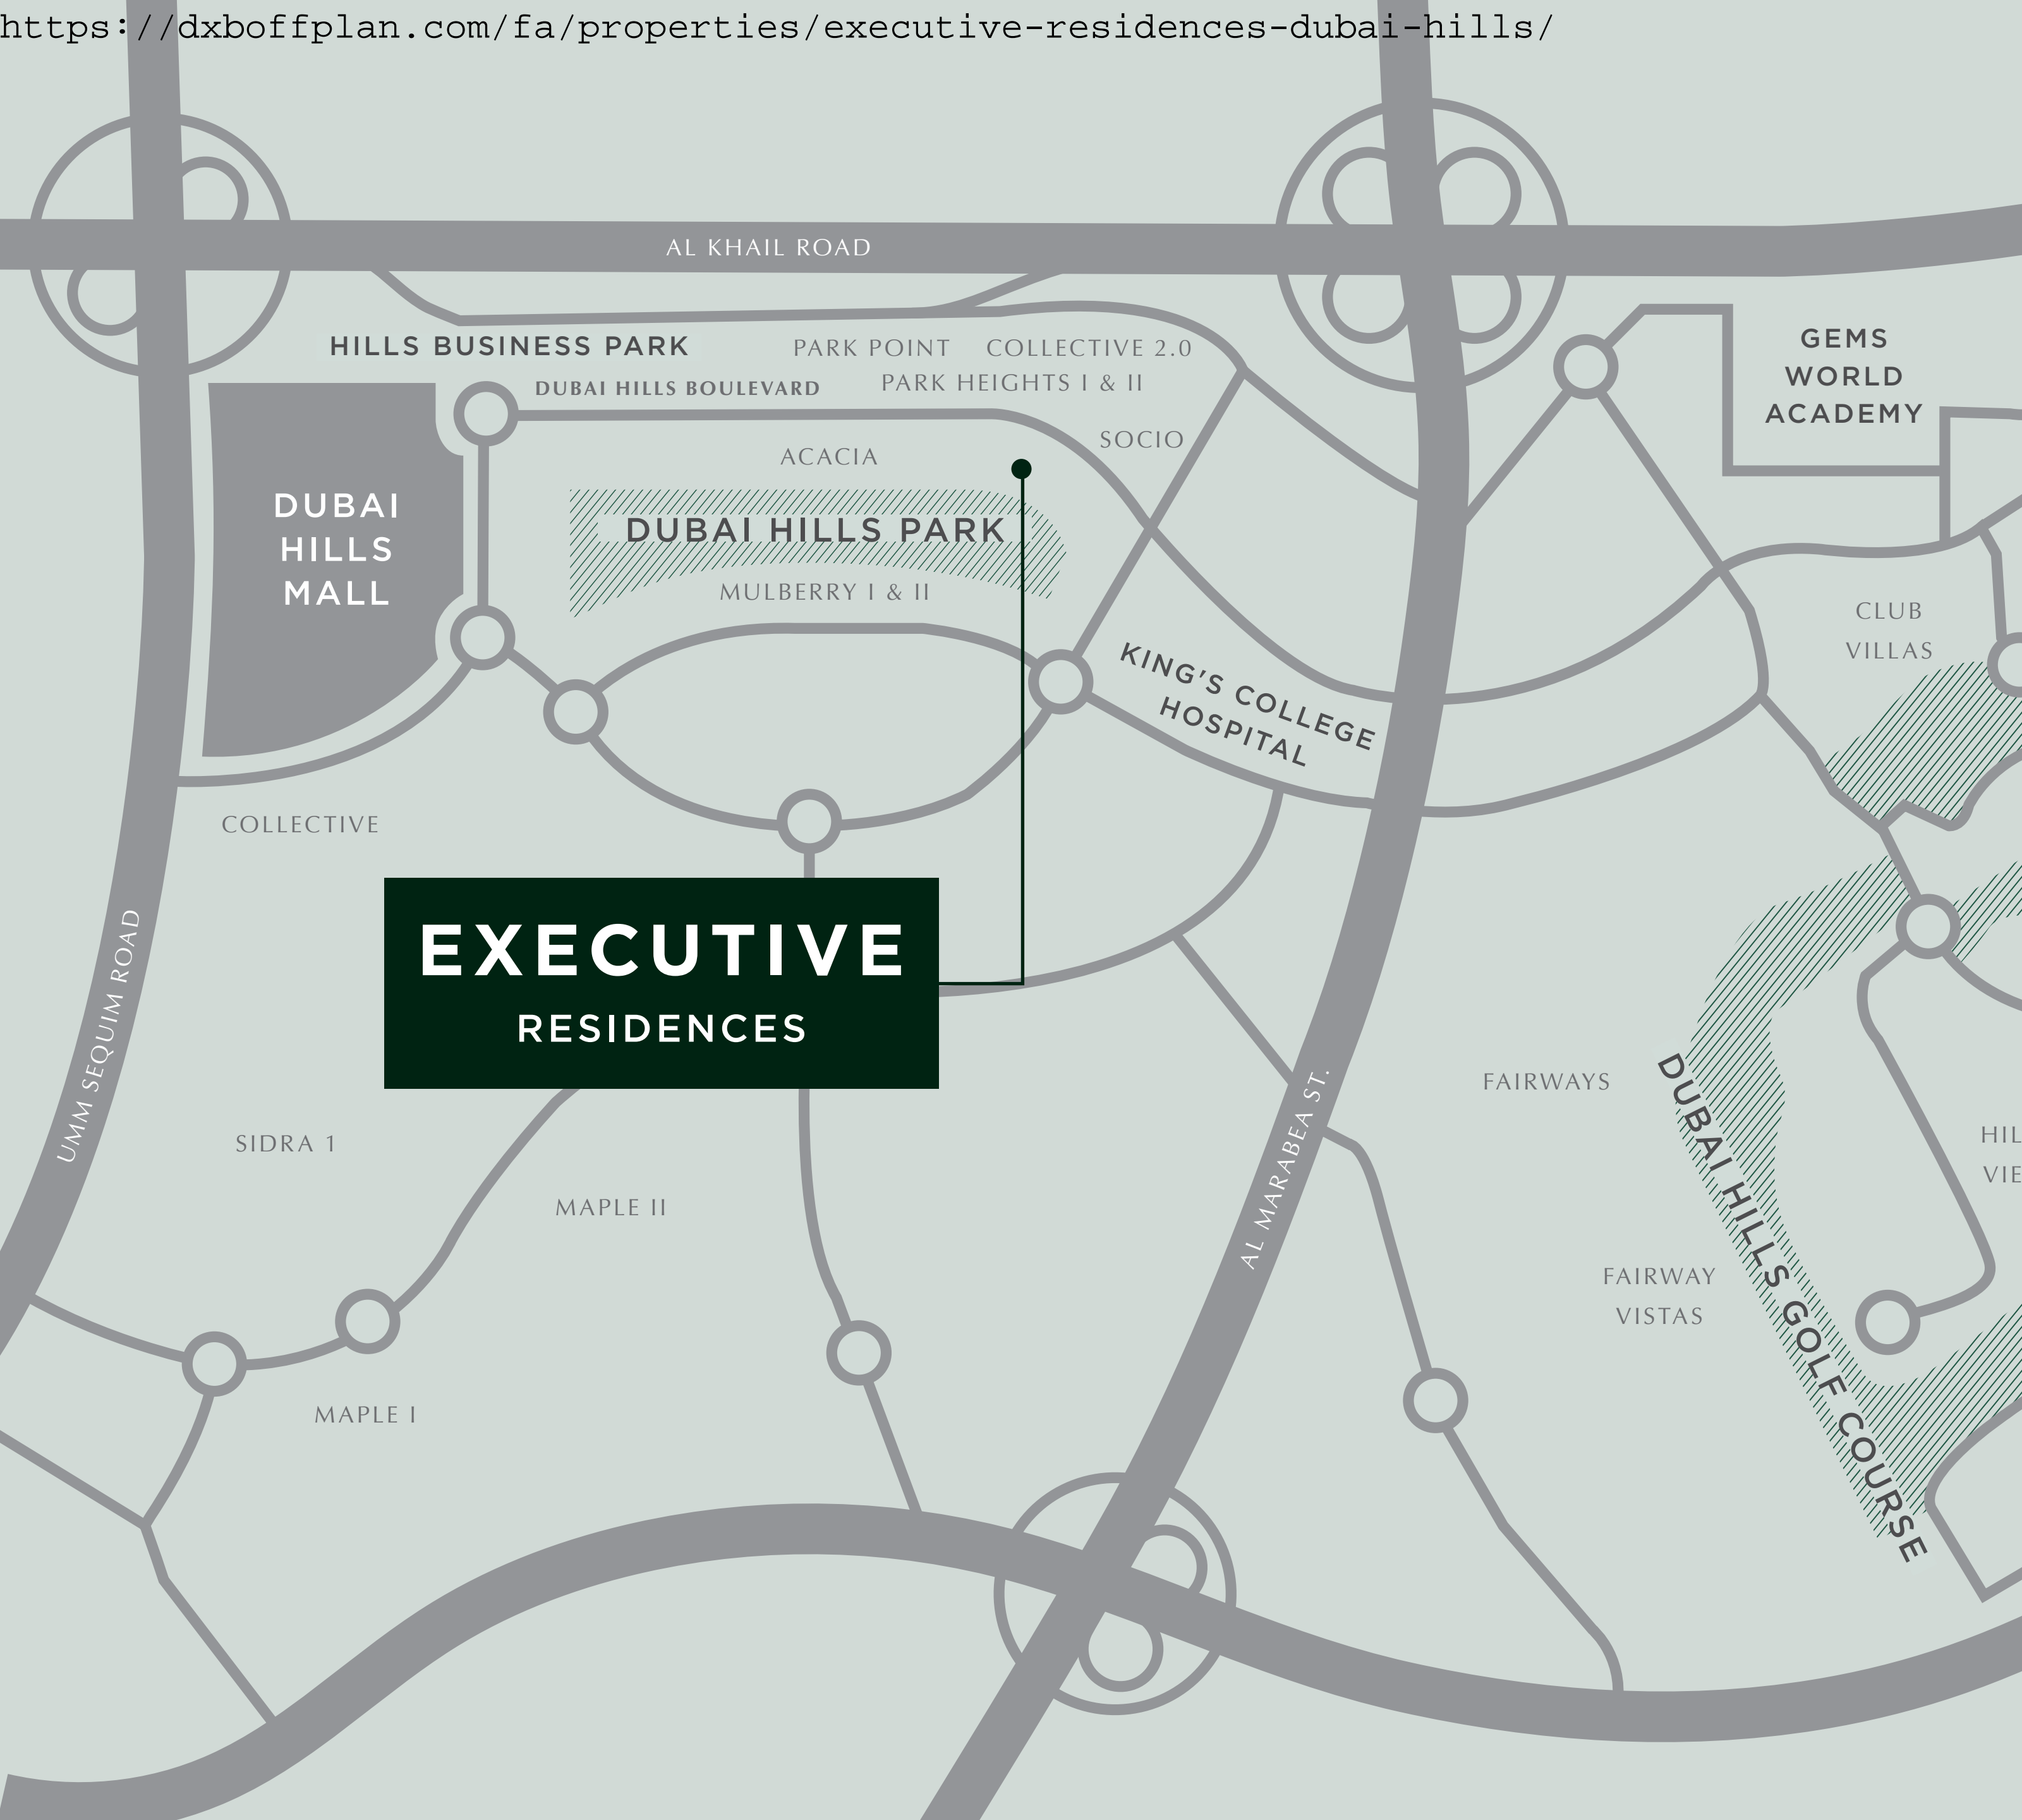 https://dxboffplan.com/fa/properties/executive-residences-dubai-hills/
AL KHAIL ROAD
HILLS BUSINESS PARK
PARK POINT
COLLECTIVE 2.0
DUBAI HILLS BOULEVARD
PARK HEIGHTS I & II
GEMS
WORLD
ACADEMY
SOCIO
ACACIA
DUBAI
HILLS
MALL
DUBAI HILLS PARK
MULBERRY I & II
CLUB
VILLAS
KING'S COLLEGE
HOSPITAL
COLLECTIVE
EXECUTIVE
RESIDENCES
UMM SEQUIM ROAD
AL MARABEA ST.
FAIRWAYS
SIDRA 1
MAPLE II
HIL
VIE
DUBAI HILLS GOLF COURSE
FAIRWAY
VISTAS
MAPLE I